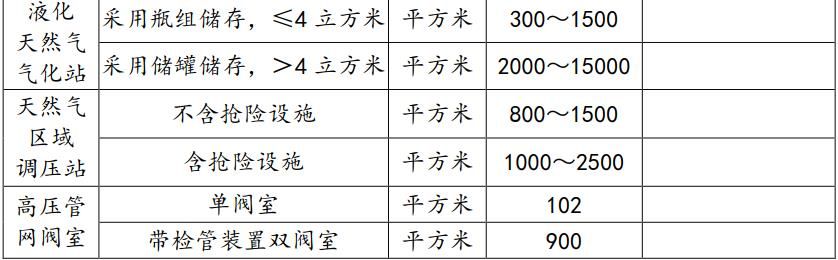 液化
天然气
气化站
采用瓶组储存，≤4 立方米 平方米 300～1500
采用储罐储存，＞4 立方米 平方米 2000～15000
天然气
区域
调压站
不含抢险设施 平方米 800～1500
含抢险设施 平方米 1000～2500
高压管
网阀室
单阀室 平方米 102
带检管装置双阀室 平方米 900